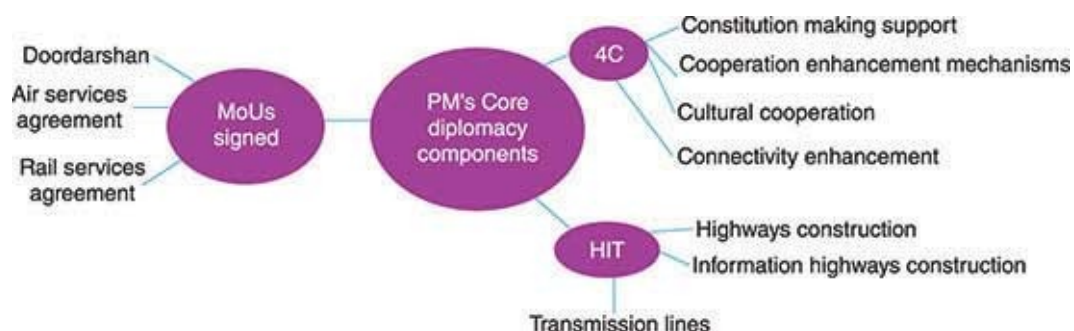 Doordarshan
Air services
agreement
Rail services
agreement
MoUs
signed
PM's Core
diplomacy
components
4C
Constitution making support
Cooperation enhancement mechanisms
Cultural cooperation
Connectivity enhancement
HIT
Highways construction
Information highways construction
Transmission lines